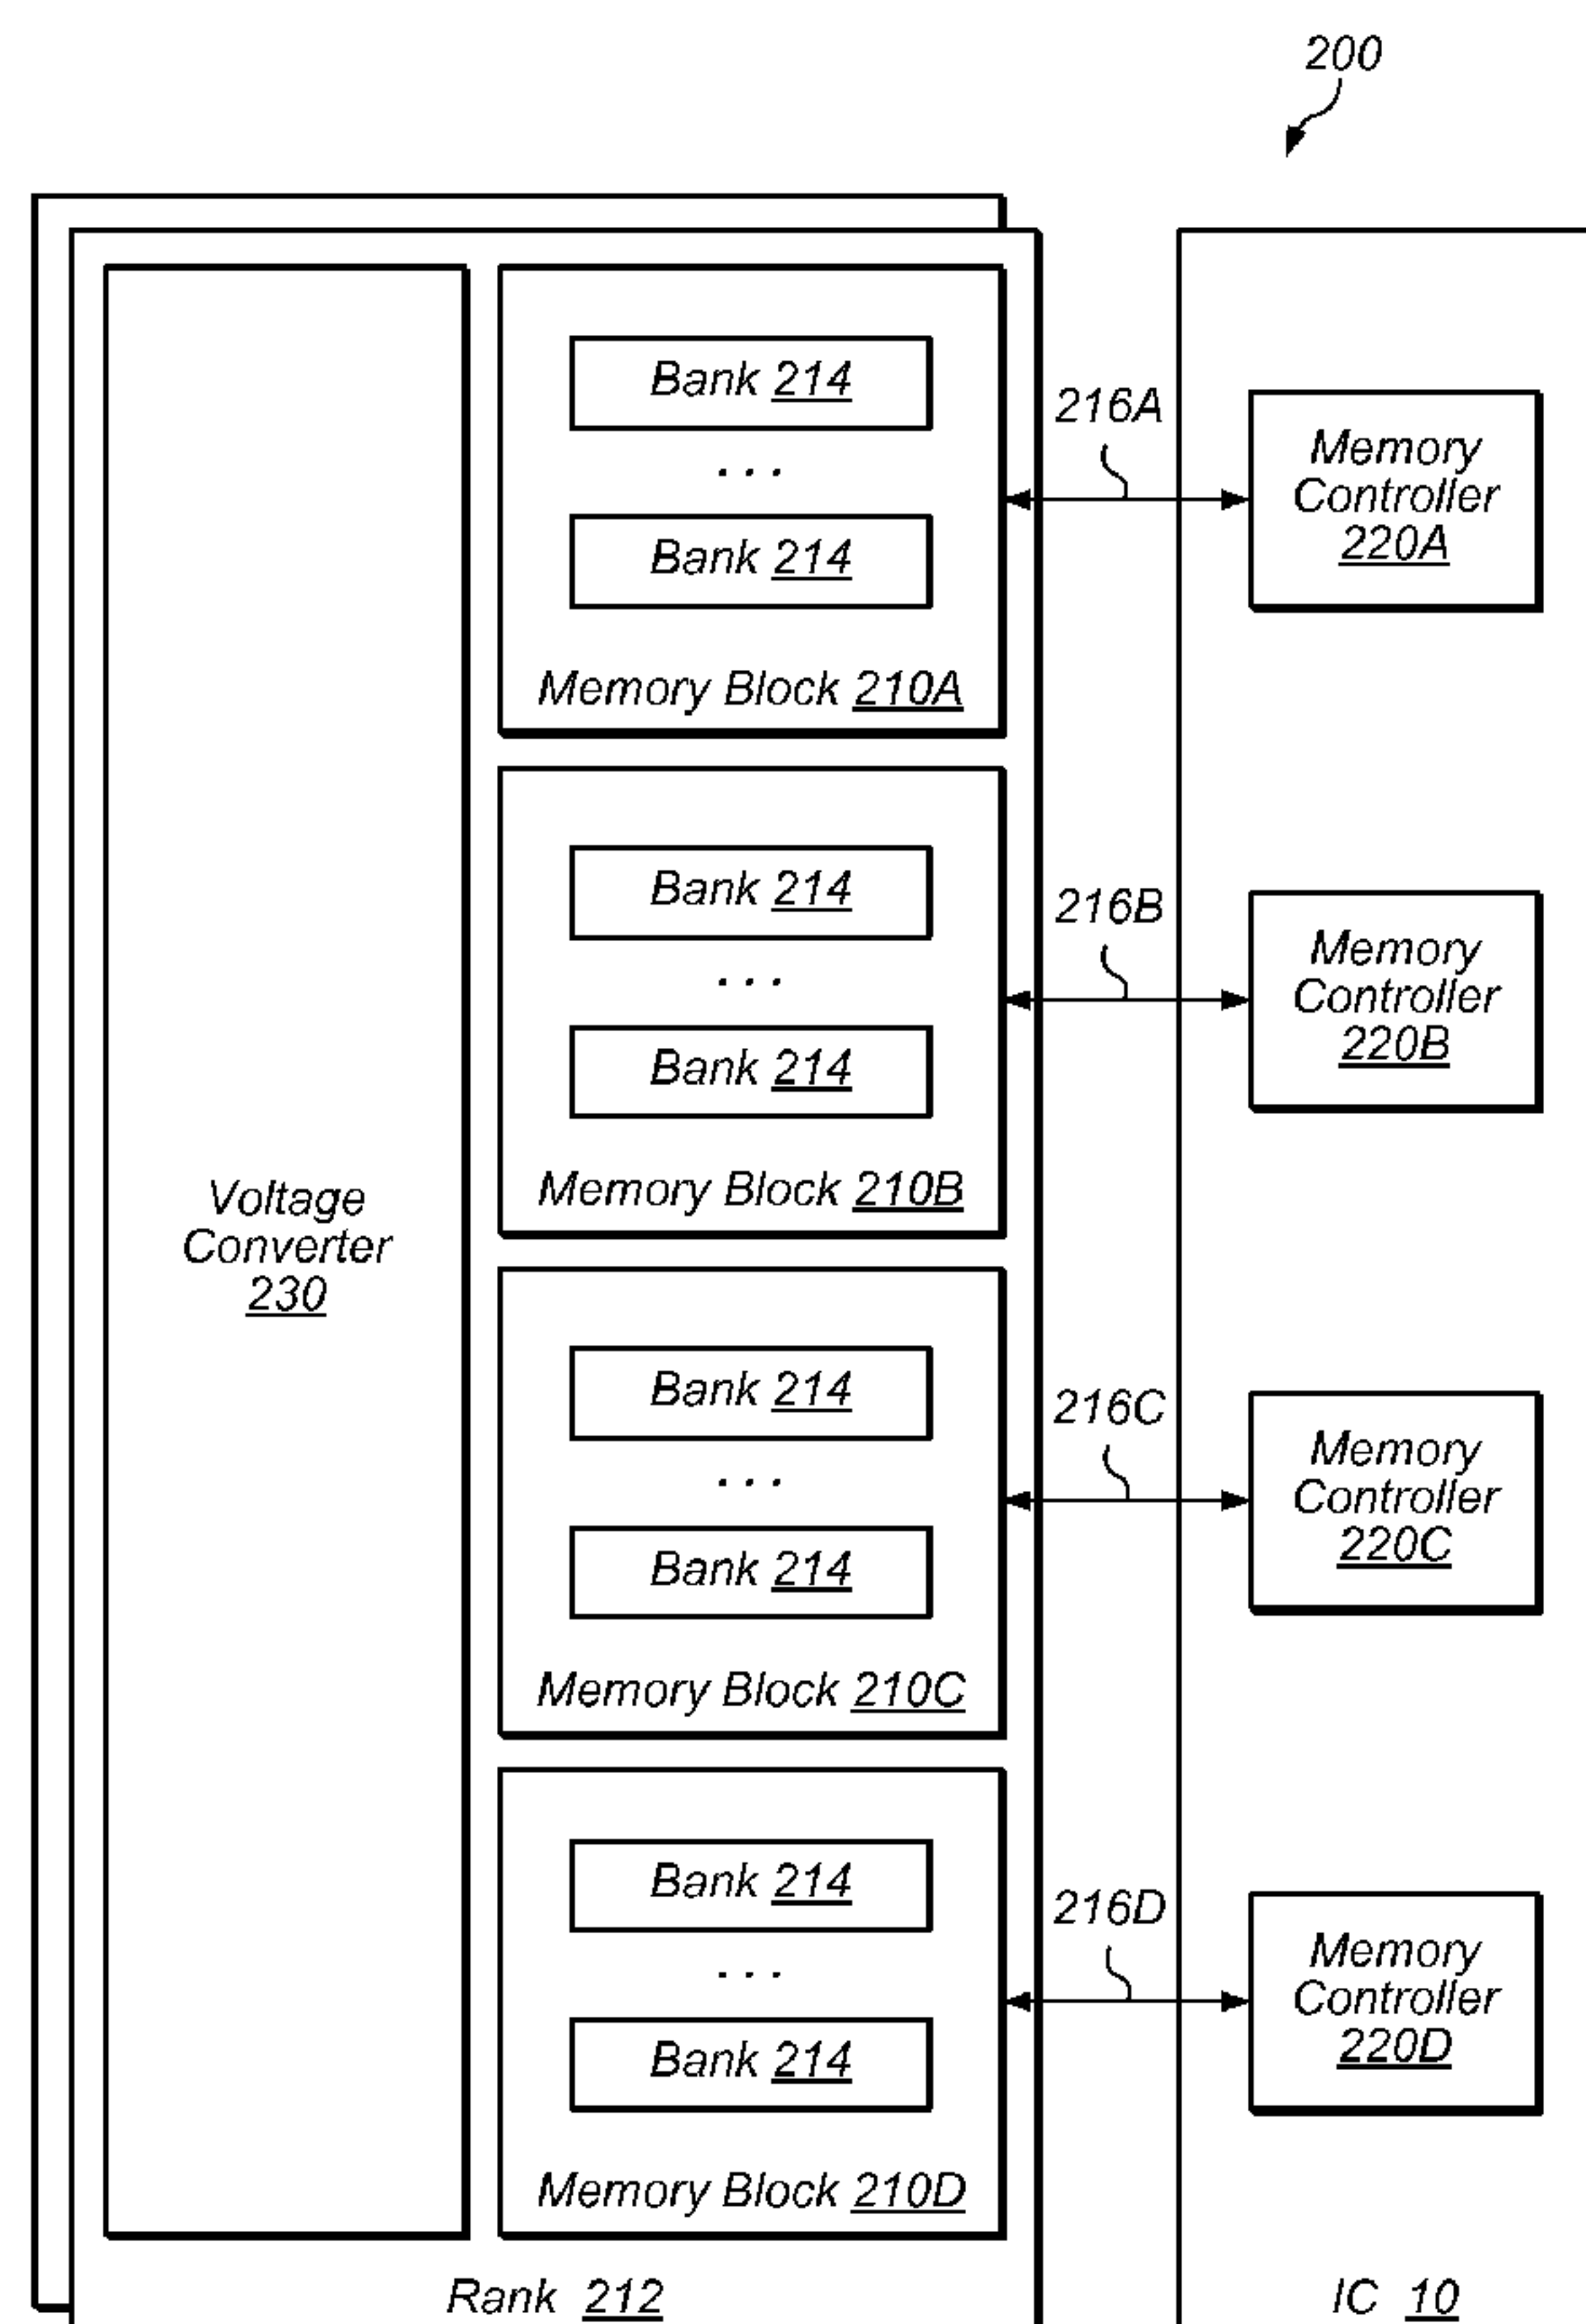 200
Bank 214
...
Bank 214
Memory Block 210A
216A
Memory
Controller
220A
Bank 214
...
Bank 214
Memory Block 210B
216B
Memory
Controller
220B
Voltage
Converter
230
Bank 214
...
Bank 214
Memory Block 210C
216C
Memory
Controller
220C
Bank 214
...
Bank 214
Memory Block 210D
216D
Memory
Controller
220D
Rank 212
IC 10